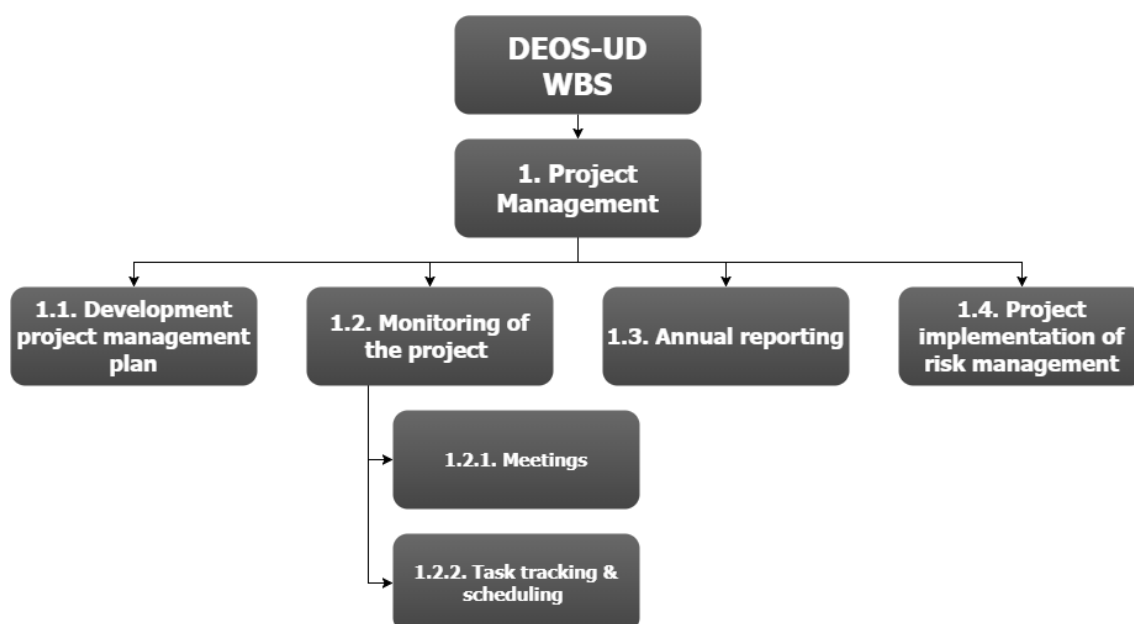 DEOS-UD
WBS
1. Project
Management
1.1. Development
project management
plan
1.2. Monitoring of
the project
1.3. Annual reporting
1.4. Project
implementation of
risk management
1.2.1. Meetings
1.2.2. Task tracking &
scheduling